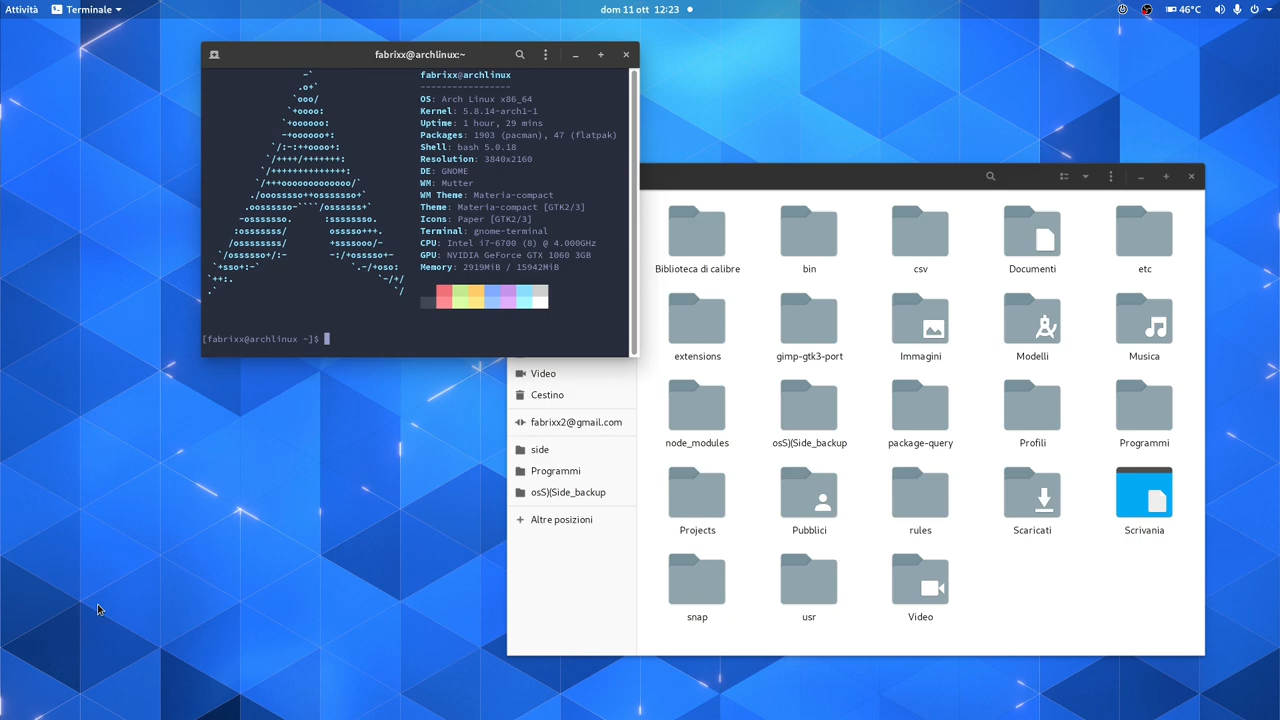 Attività
Terminale
dom 11 ott 12:23
46°C
fabrixx@archlinux:~
fabrixx@archlinux
-----------------
OS: Arch Linux x86_64
Kernel: 5.8.14-arch1-1
Uptime: 1 hour, 29 mins
Packages: 1903 (pacman), 47 (flatpak)
Shell: bash 5.0.18
Resolution: 3840x2160
DE: GNOME
WM: Mutter
WM Theme: Materia-compact
Theme: Materia-compact [GTK2/3]
Icons: Paper [GTK2/3]
Terminal: gnome-terminal
CPU: Intel i7-6700 (8) @ 4.000GHz
GPU: NVIDIA GeForce GTX 1060 3GB
Memory: 2919MiB / 15942MiB
[fabrixx@archlinux ~]$
Video
Cestino
fabrixx2@gmail.com
side
Programmi
osS)(Side_backup
Altre posizioni
Biblioteca di calibre
bin
csv
Documenti
etc
extensions
gimp-gtk3-port
Immagini
Modelli
Musica
node_modules
osS)(Side_backup
package-query
Profili
Programmi
Projects
Pubblici
rules
Scaricati
Scrivania
snap
usr
Video